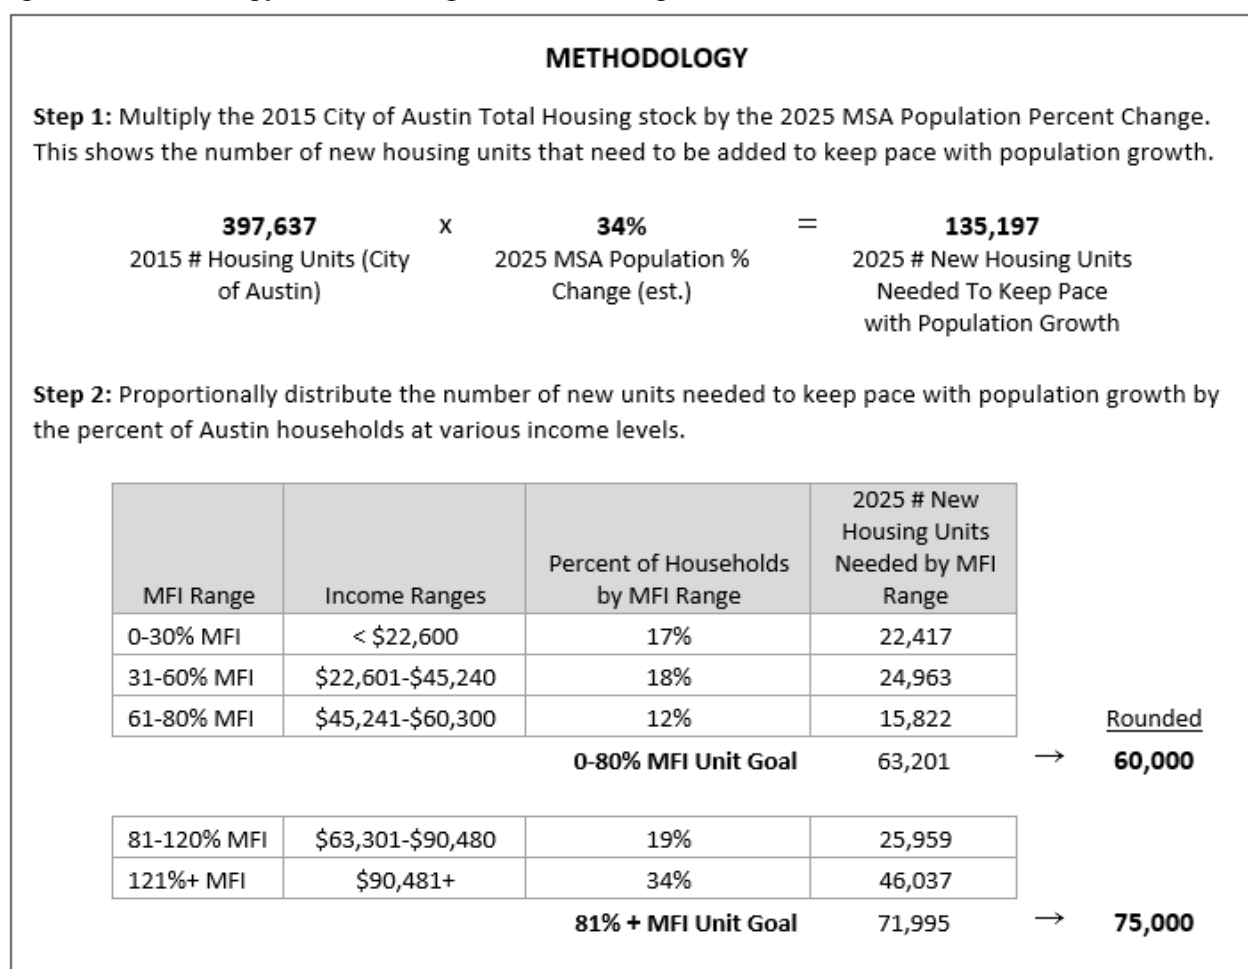 METHODOLOGY
Step 1: Multiply the 2015 City of Austin Total Housing stock by the 2025 MSA Population Percent Change.
This shows the number of new housing units that need to be added to keep pace with population growth.
397,637 x 34% = 135,197
2015 # Housing Units (City 2025 MSA Population % 2025 # New Housing Units
of Austin) Change (est.) Needed To Keep Pace
with Population Growth
Step 2: Proportionally distribute the number of new units needed to keep pace with population growth by
the percent of Austin households at various income levels.
2025 # New
Housing Units
Percent of Households Needed by MFI
MFI Range Income Ranges by MFI Range Range
0-30% MFI < $22,600 17% 22,417
31-60% MFI $22,601-$45,240 18% 24,963
61-80% MFI $45,241-$60,300 12% 15,822 Rounded
0-80% MFI Unit Goal 63,201 → 60,000
81-120% MFI $63,301-$90,480 19% 25,959
121%+ MFI $90,481+ 34% 46,037
81% + MFI Unit Goal 71,995 → 75,000